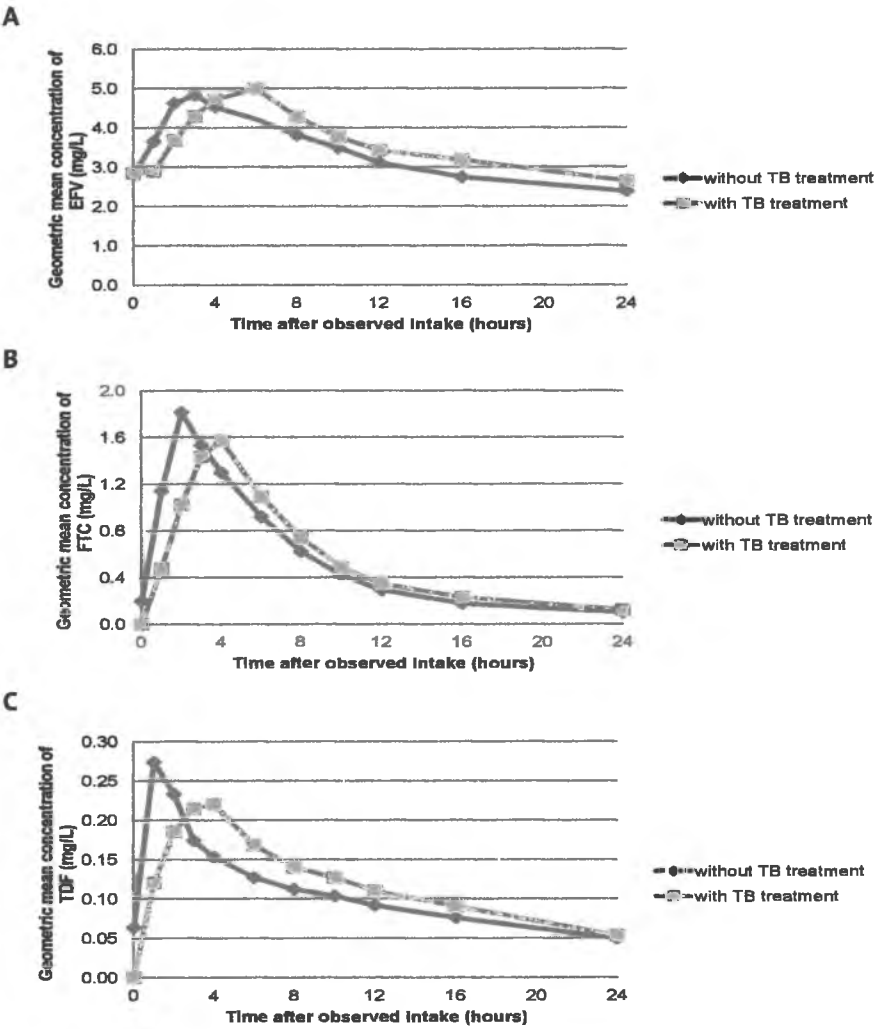 A
Geometric mean concentration of
EFV (mg/L)
6.0
5.0
4.0
3.0
2.0
1.0
0.0
0 4 8 12 16 20 24
Time after observed intake (hours)
without TB treatment
with TB treatment
B
Geometric mean concentration of
FTC (mg/L)
2.0
1.6
1.2
0.8
0.4
0.0
0 4 8 12 16 20 24
Time after observed intake (hours)
without TB treatment
with TB treatment
C
Geometric mean concentration of
TDF (mg/L)
0.30
0.25
0.20
0.15
0.10
0.05
0.00
0 4 8 12 16 20 24
Time after observed intake (hours)
without TB treatment
with TB treatment